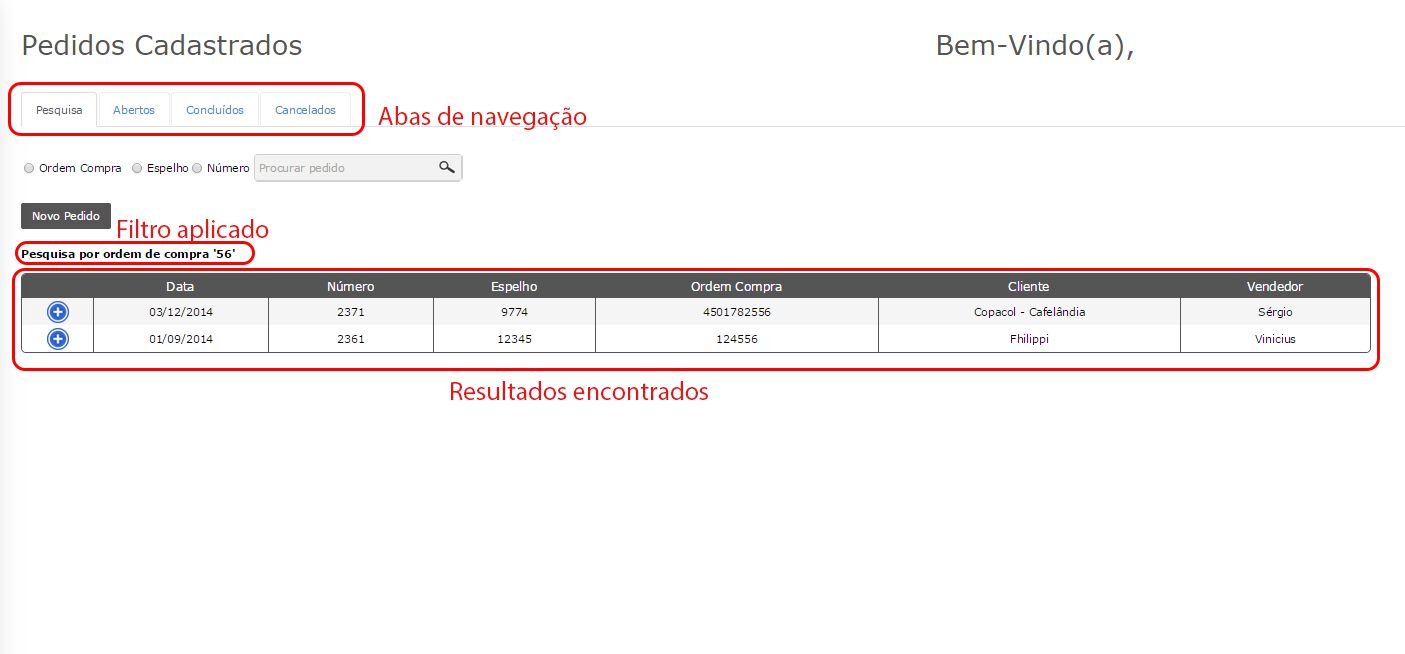 Pedidos Cadastrados
Bem-Vindo(a),
Pesquisa Abertos Concluídos Cancelados
Abas de navegação
Ordem Compra Espelho Número Procurar pedido
Novo Pedido
Filtro aplicado
Pesquisa por ordem de compra '56'
Data Número Espelho Ordem Compra Cliente Vendedor
03/12/2014 2371 9774 4501782556 Copacol - Cafelândia Sérgio
01/09/2014 2361 12345 124556 Fhilippi Vinicius
Resultados encontrados